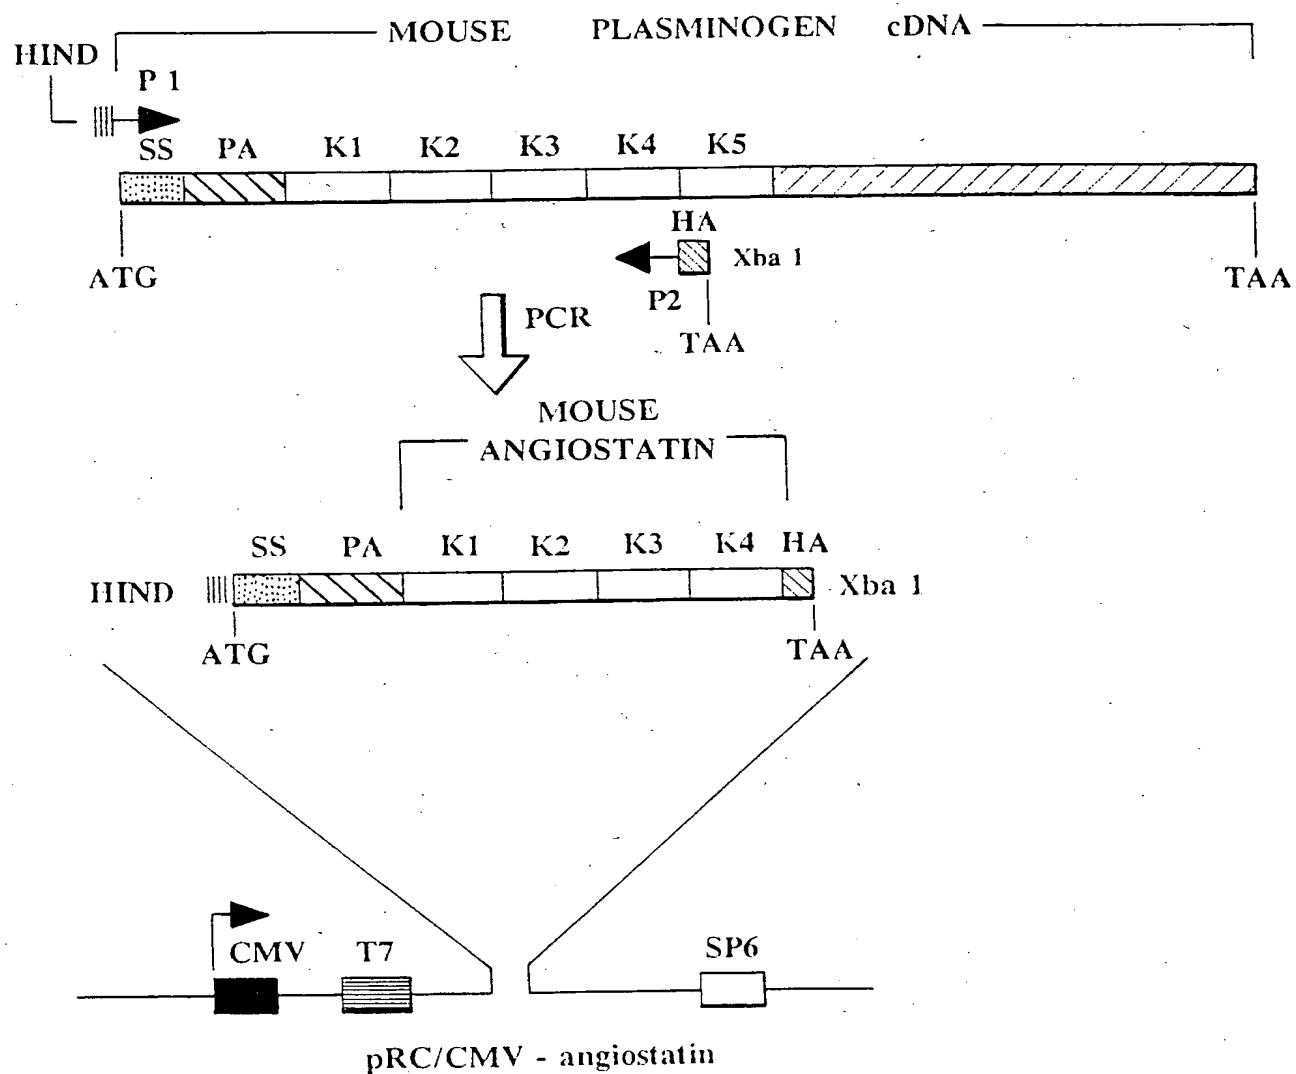 MOUSE PLASMINOGEN cDNA
HIND
P 1
SS PA K1 K2 K3 K4 K5
HA
Xba 1
ATG
P2
TAA
TAA
PCR
MOUSE
ANGIOSTATIN
SS PA K1 K2 K3 K4 HA
HIND
Xba 1
ATG
TAA
CMV T7 SP6
pRC/CMV - angiostatin